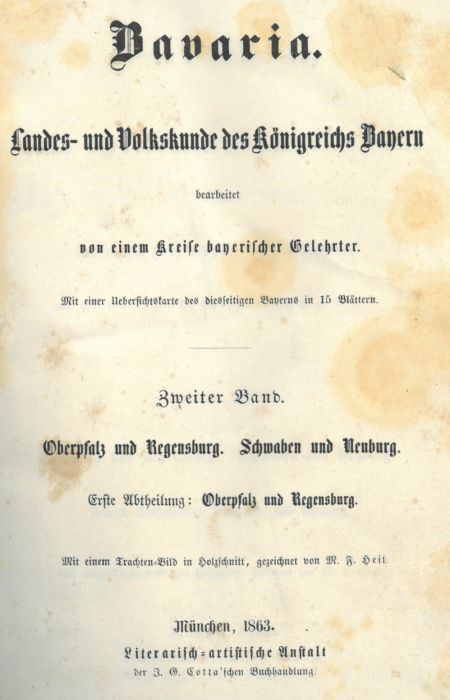 Bavaria.
Landes- und Volkskunde des Königreichs Bayern
bearbeitet
von einem Kreise bayerischer Gelehrter.
Mit einer Uebersichtskarte des diesseitigen Bayerns in 15 Blättern.
Zweiter Band.
Oberpfalz und Regensburg. Schwaben und Neuburg.
Erste Abtheilung: Oberpfalz und Regensburg.
Mit einem Trachten-Bild in Holzschnitt, gezeichnet von M. F. Heil.
München, 1863.
Literarisch-artistische Anstalt
der J. G. Cotta'schen Buchhandlung.